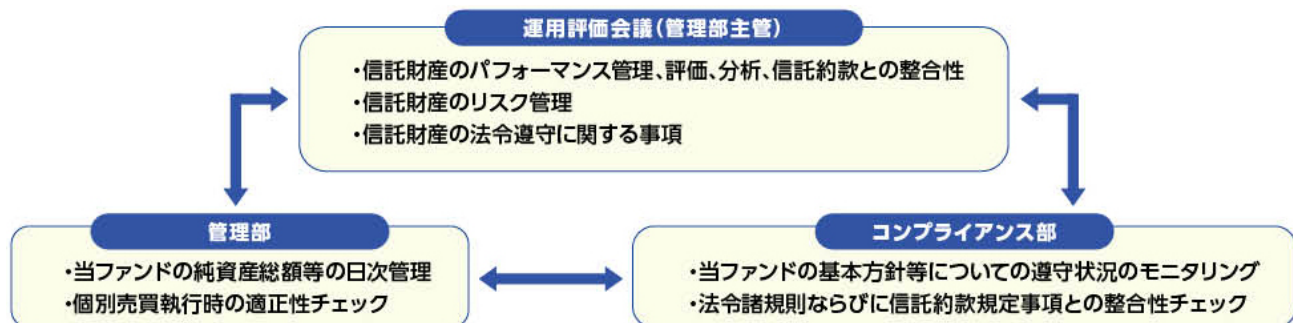 運用評価会議(管理部主管)
・信託財産のパフォーマンス管理、評価、分析、信託約款との整合性
・信託財産のリスク管理
・信託財産の法令遵守に関する事項
管理部
・当ファンドの純資産総額等の日次管理
・個別売買執行時の適正性チェック
コンプライアンス部
・当ファンドの基本方針等についての遵守状況のモニタリング
・法令諸規則ならびに信託約款規定事項との整合性チェック